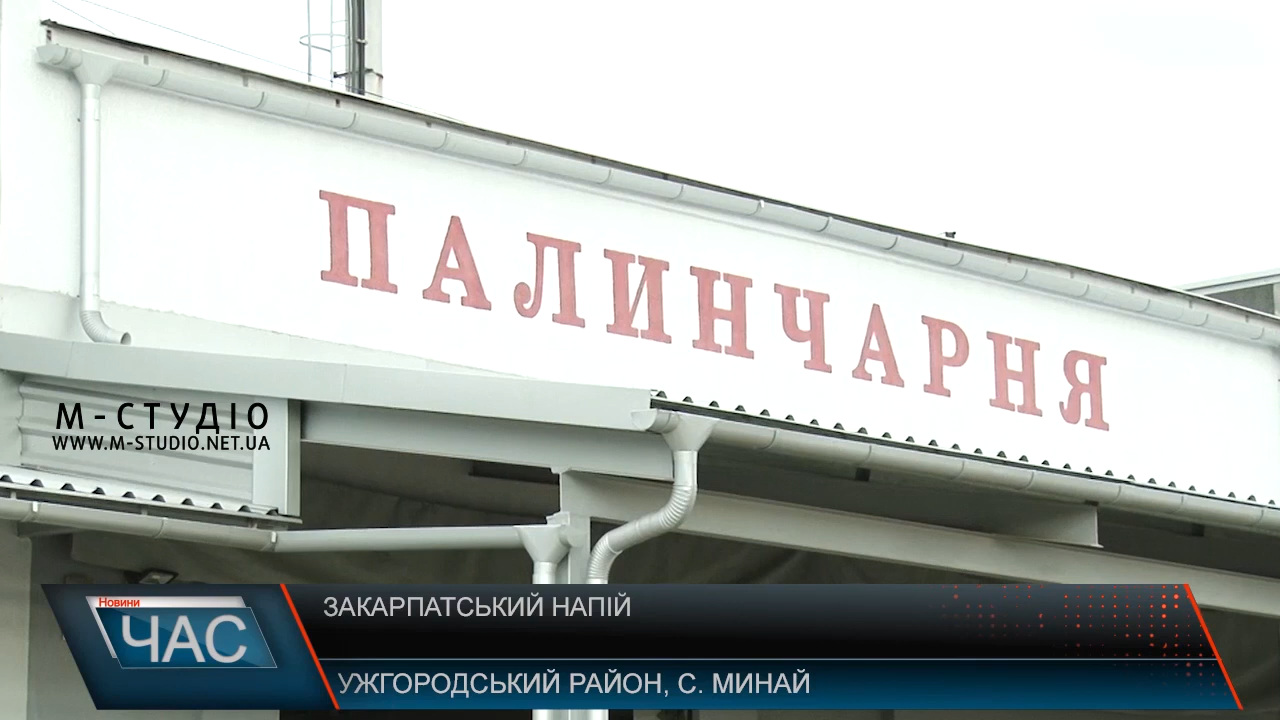 ПАЛИНЧАРНЯ
М-СТУДІО
WWW.M-STUDIO.NET.UA
Новини
ЧАС
ЗАКАРПАТСЬКИЙ НАПІЙ
УЖГОРОДСЬКИЙ РАЙОН, С. МИНАЙ